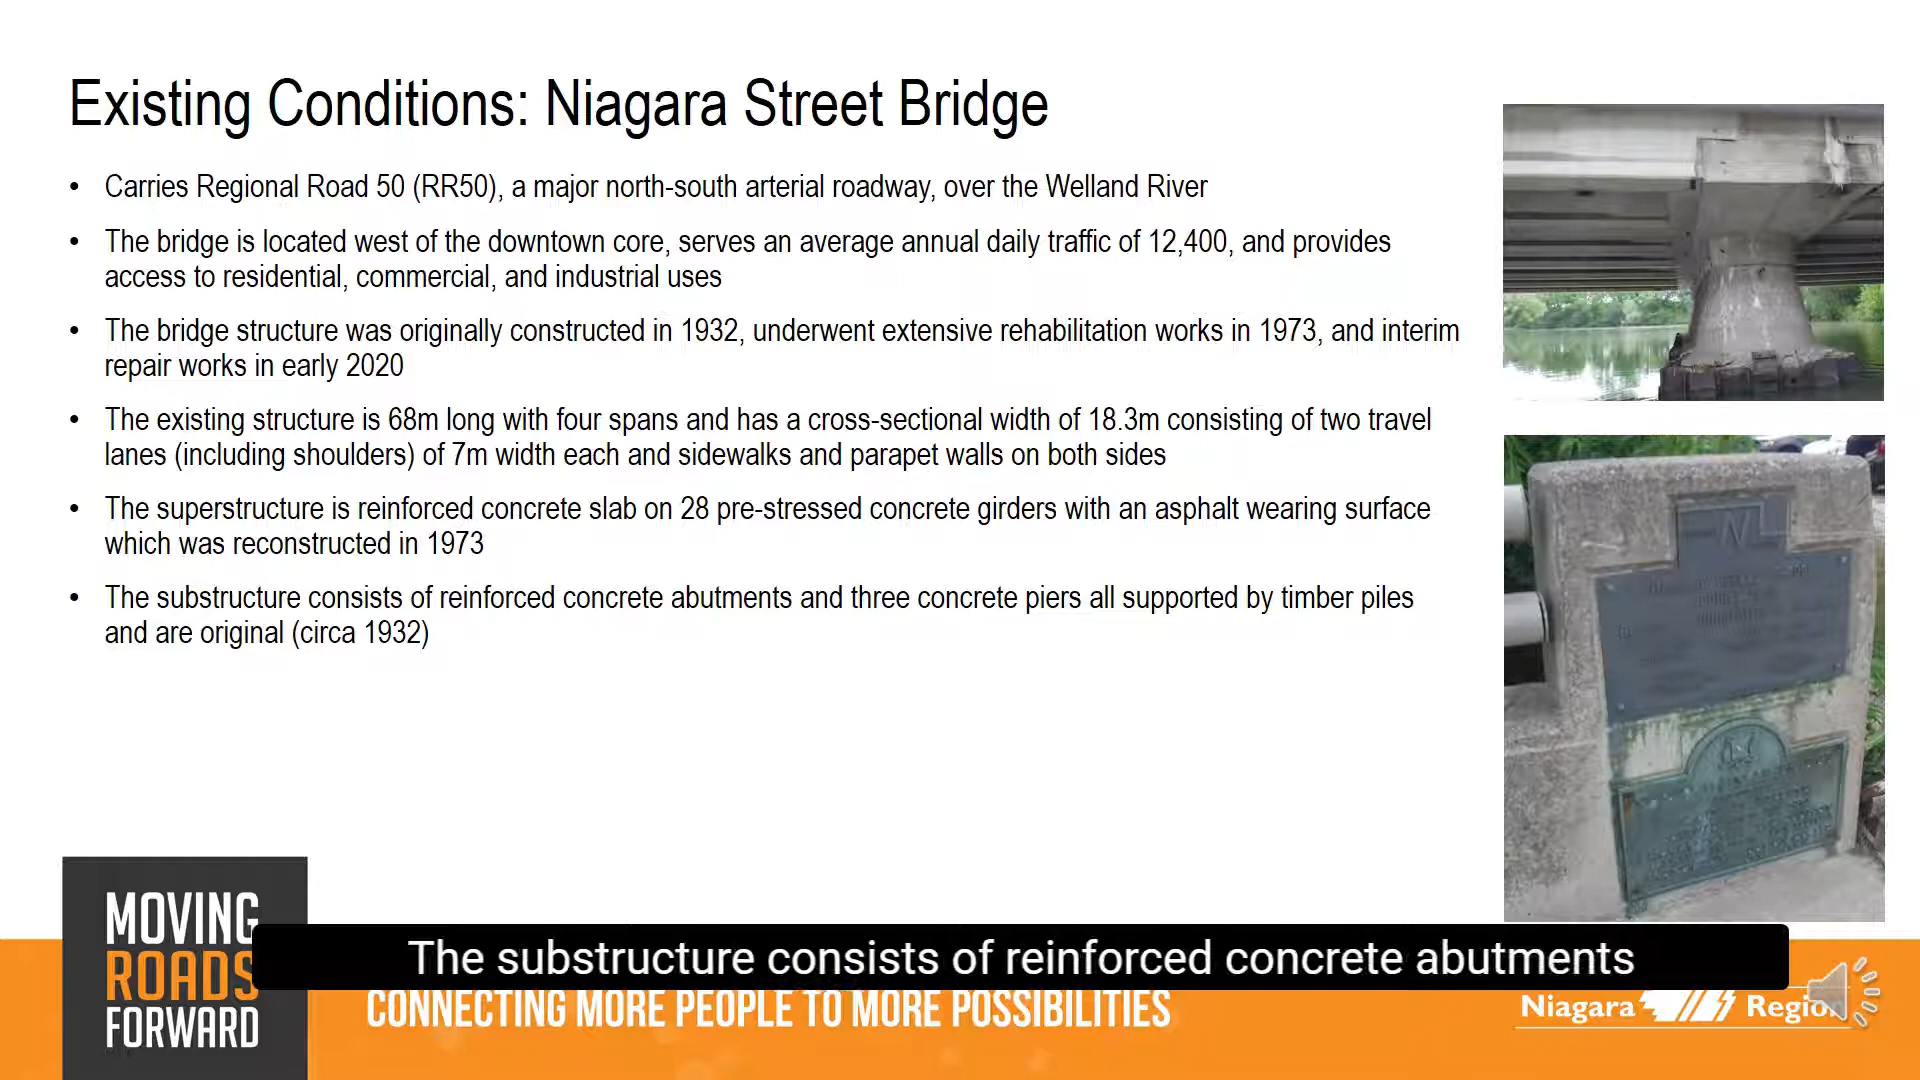 Existing Conditions: Niagara Street Bridge
• Carries Regional Road 50 (RR50), a major north-south arterial roadway, over the Welland River
• The bridge is located west of the downtown core, serves an average annual daily traffic of 12,400, and provides
access to residential, commercial, and industrial uses
• The bridge structure was originally constructed in 1932, underwent extensive rehabilitation works in 1973, and interim
repair works in early 2020
• The existing structure is 68m long with four spans and has a cross-sectional width of 18.3m consisting of two travel
lanes (including shoulders) of 7m width each and sidewalks and parapet walls on both sides
• The superstructure is reinforced concrete slab on 28 pre-stressed concrete girders with an asphalt wearing surface
which was reconstructed in 1973
• The substructure consists of reinforced concrete abutments and three concrete piers all supported by timber piles
and are original (circa 1932)
MOVING
ROADS
FORWARD
The substructure consists of reinforced concrete abutments
CONNECTING MORE PEOPLE TO MORE POSSIBILITIES
Niagara Region